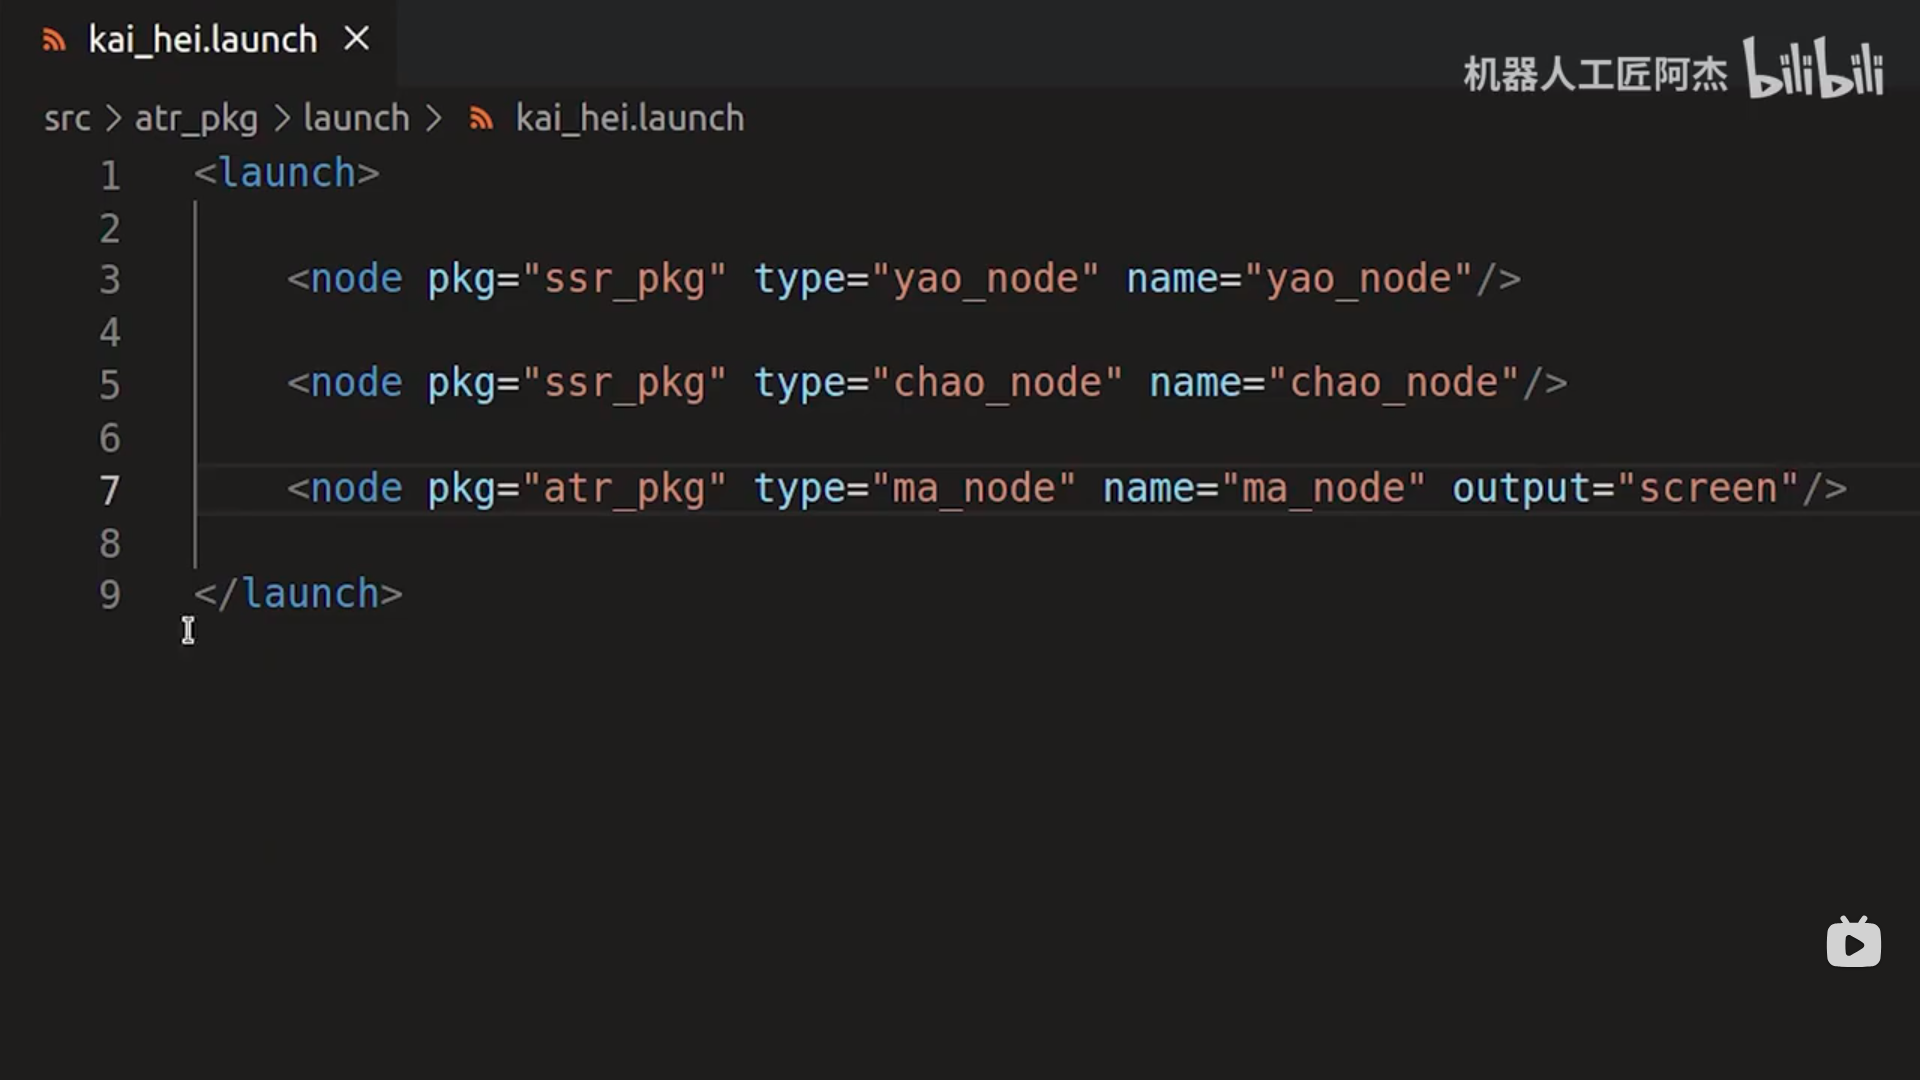 kai_hei.launch
机器人工匠阿杰 bilibili
src > atr_pkg > launch > kai_hei.launch
1 <launch>
2
3 <node pkg="ssr_pkg" type="yao_node" name="yao_node"/>
4
5 <node pkg="ssr_pkg" type="chao_node" name="chao_node"/>
6
7 <node pkg="atr_pkg" type="ma_node" name="ma_node" output="screen"/>
8
9 </launch>